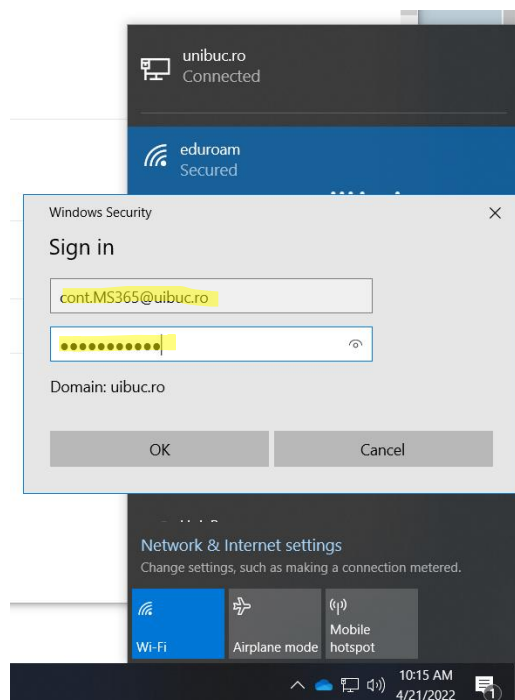 unibuc.ro
Connected
eduroam
Secured
Windows Security
Sign in
cont.MS365@uibuc.ro
Domain: uibuc.ro
OK
Cancel
Network & Internet settings
Change settings, such as making a connection metered.
Wi-Fi
Airplane mode
Mobile
hotspot
10:15 AM
4/21/2022
1